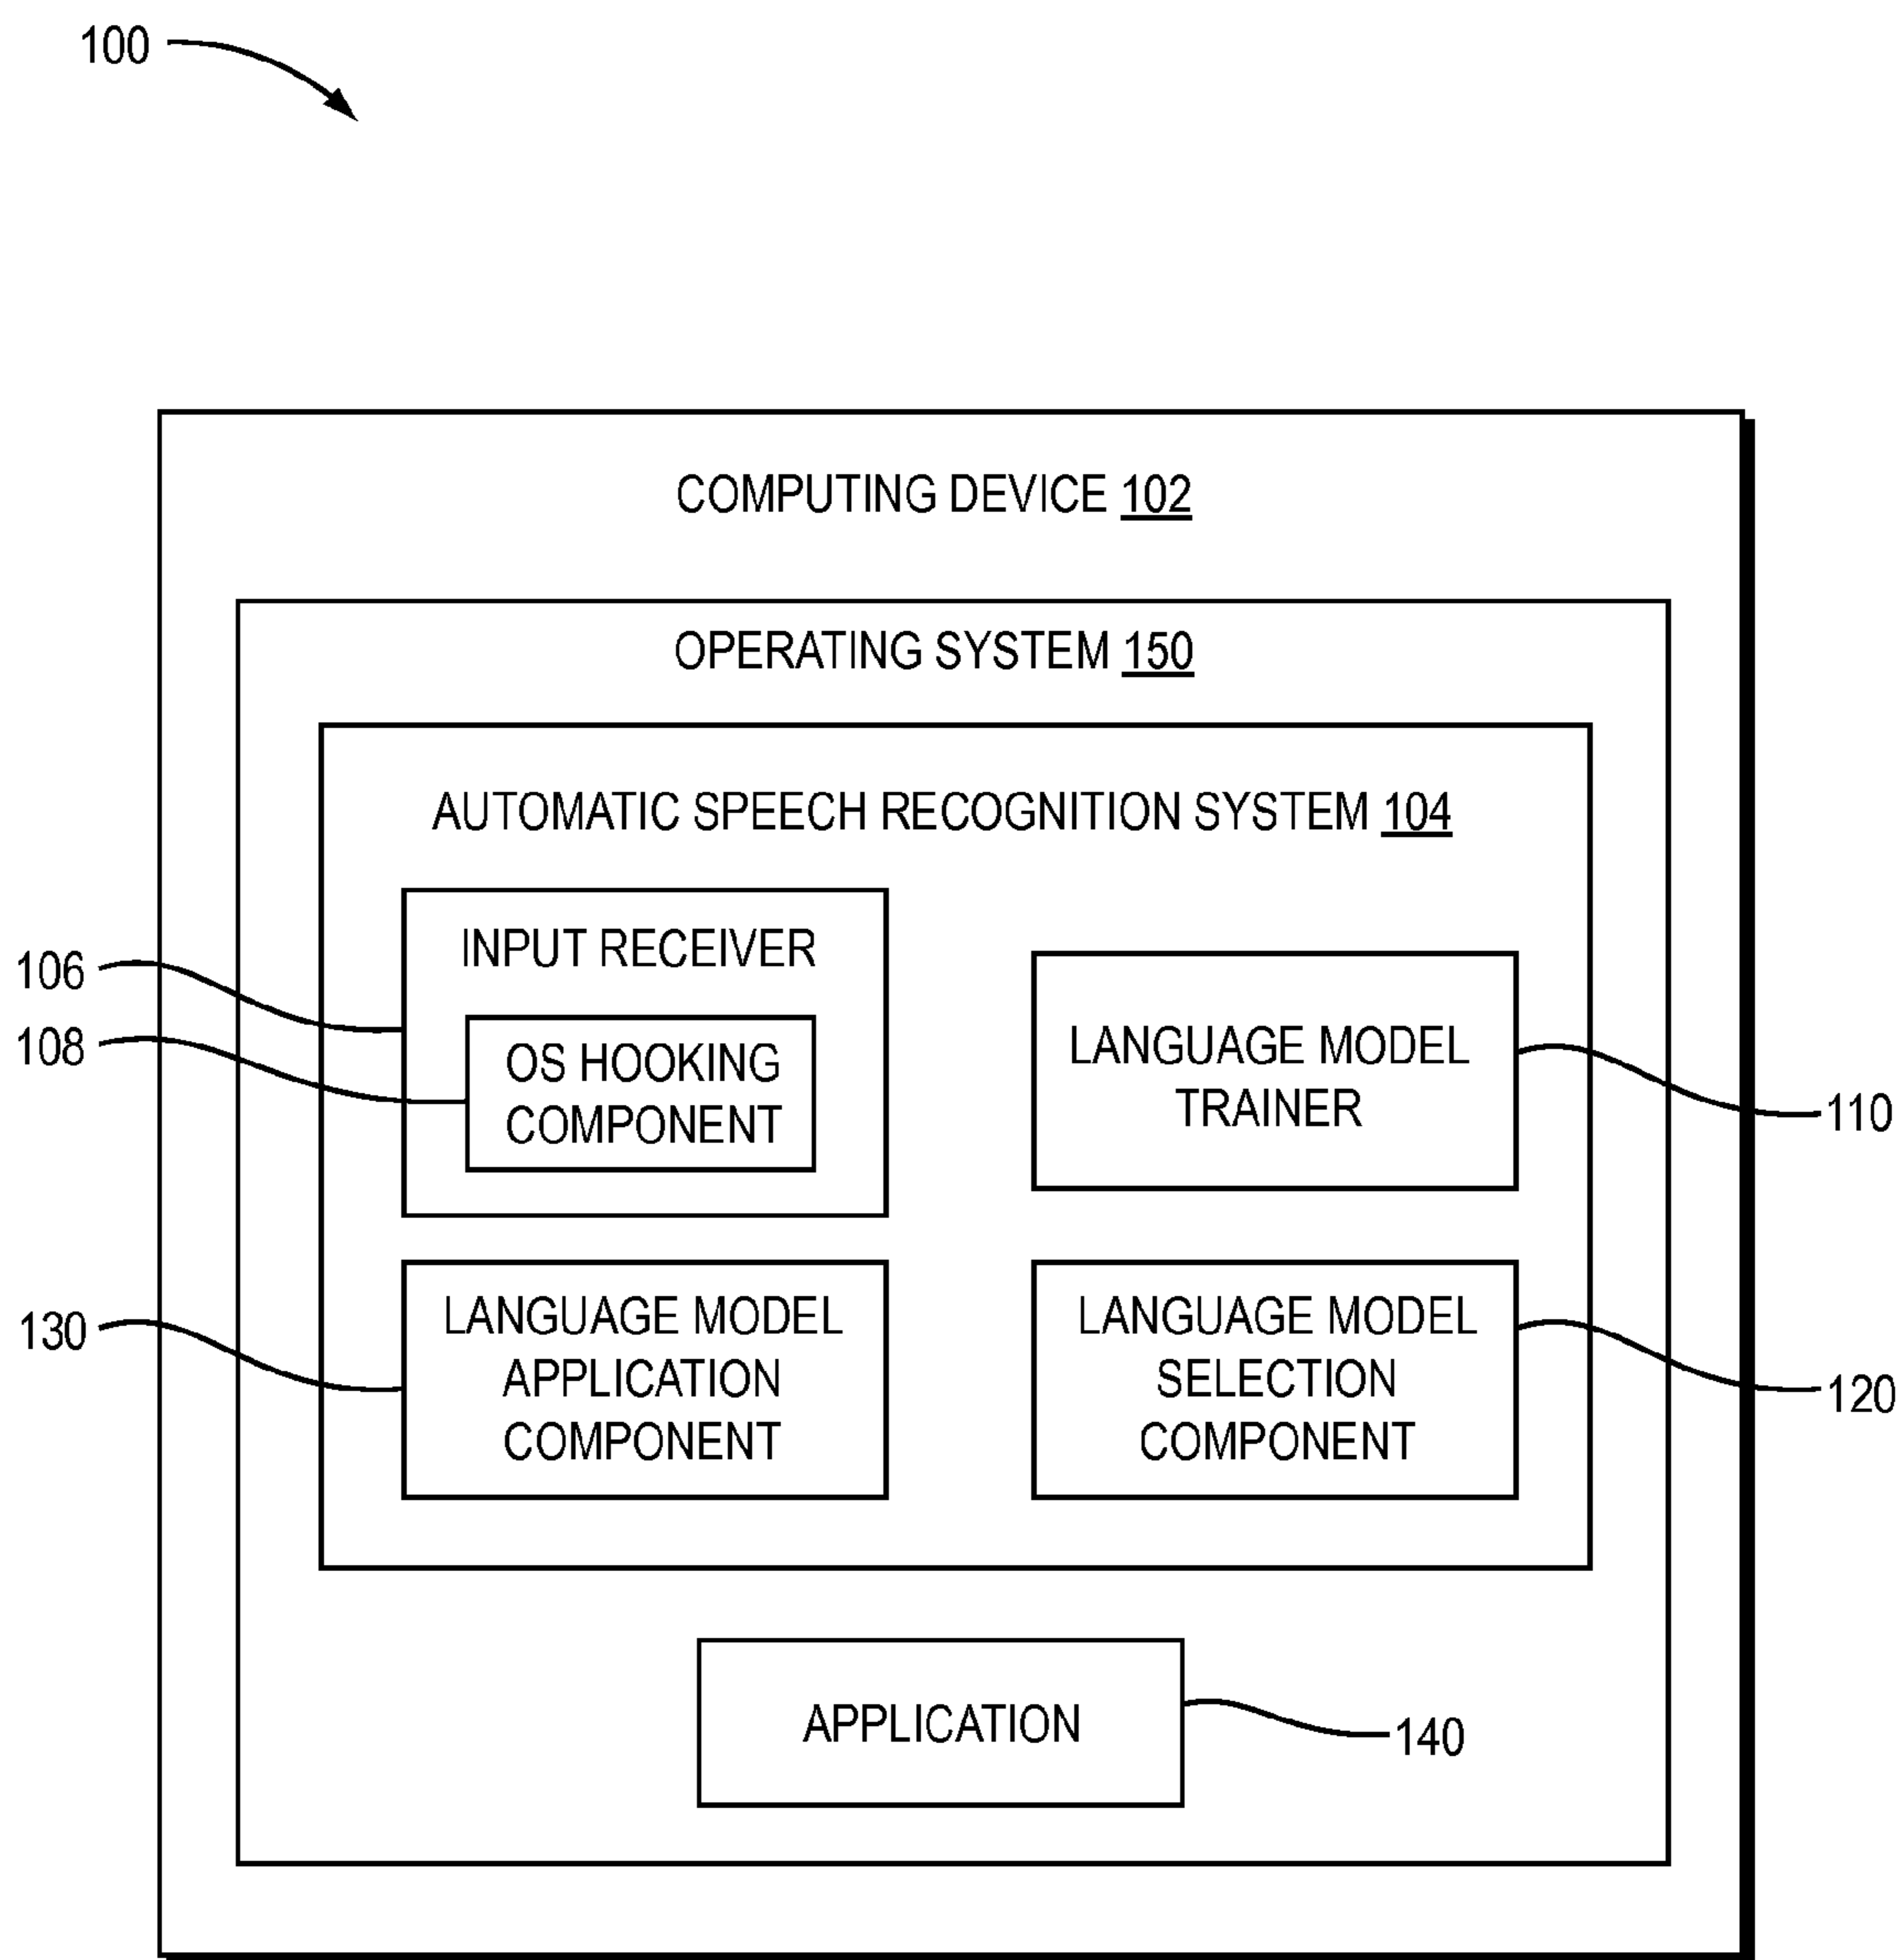 100
COMPUTING DEVICE 102
OPERATING SYSTEM 150
AUTOMATIC SPEECH RECOGNITION SYSTEM 104
106
INPUT RECEIVER
108
OS HOOKING
COMPONENT
LANGUAGE MODEL
TRAINER
110
130
LANGUAGE MODEL
APPLICATION
COMPONENT
LANGUAGE MODEL
SELECTION
COMPONENT
120
APPLICATION
140